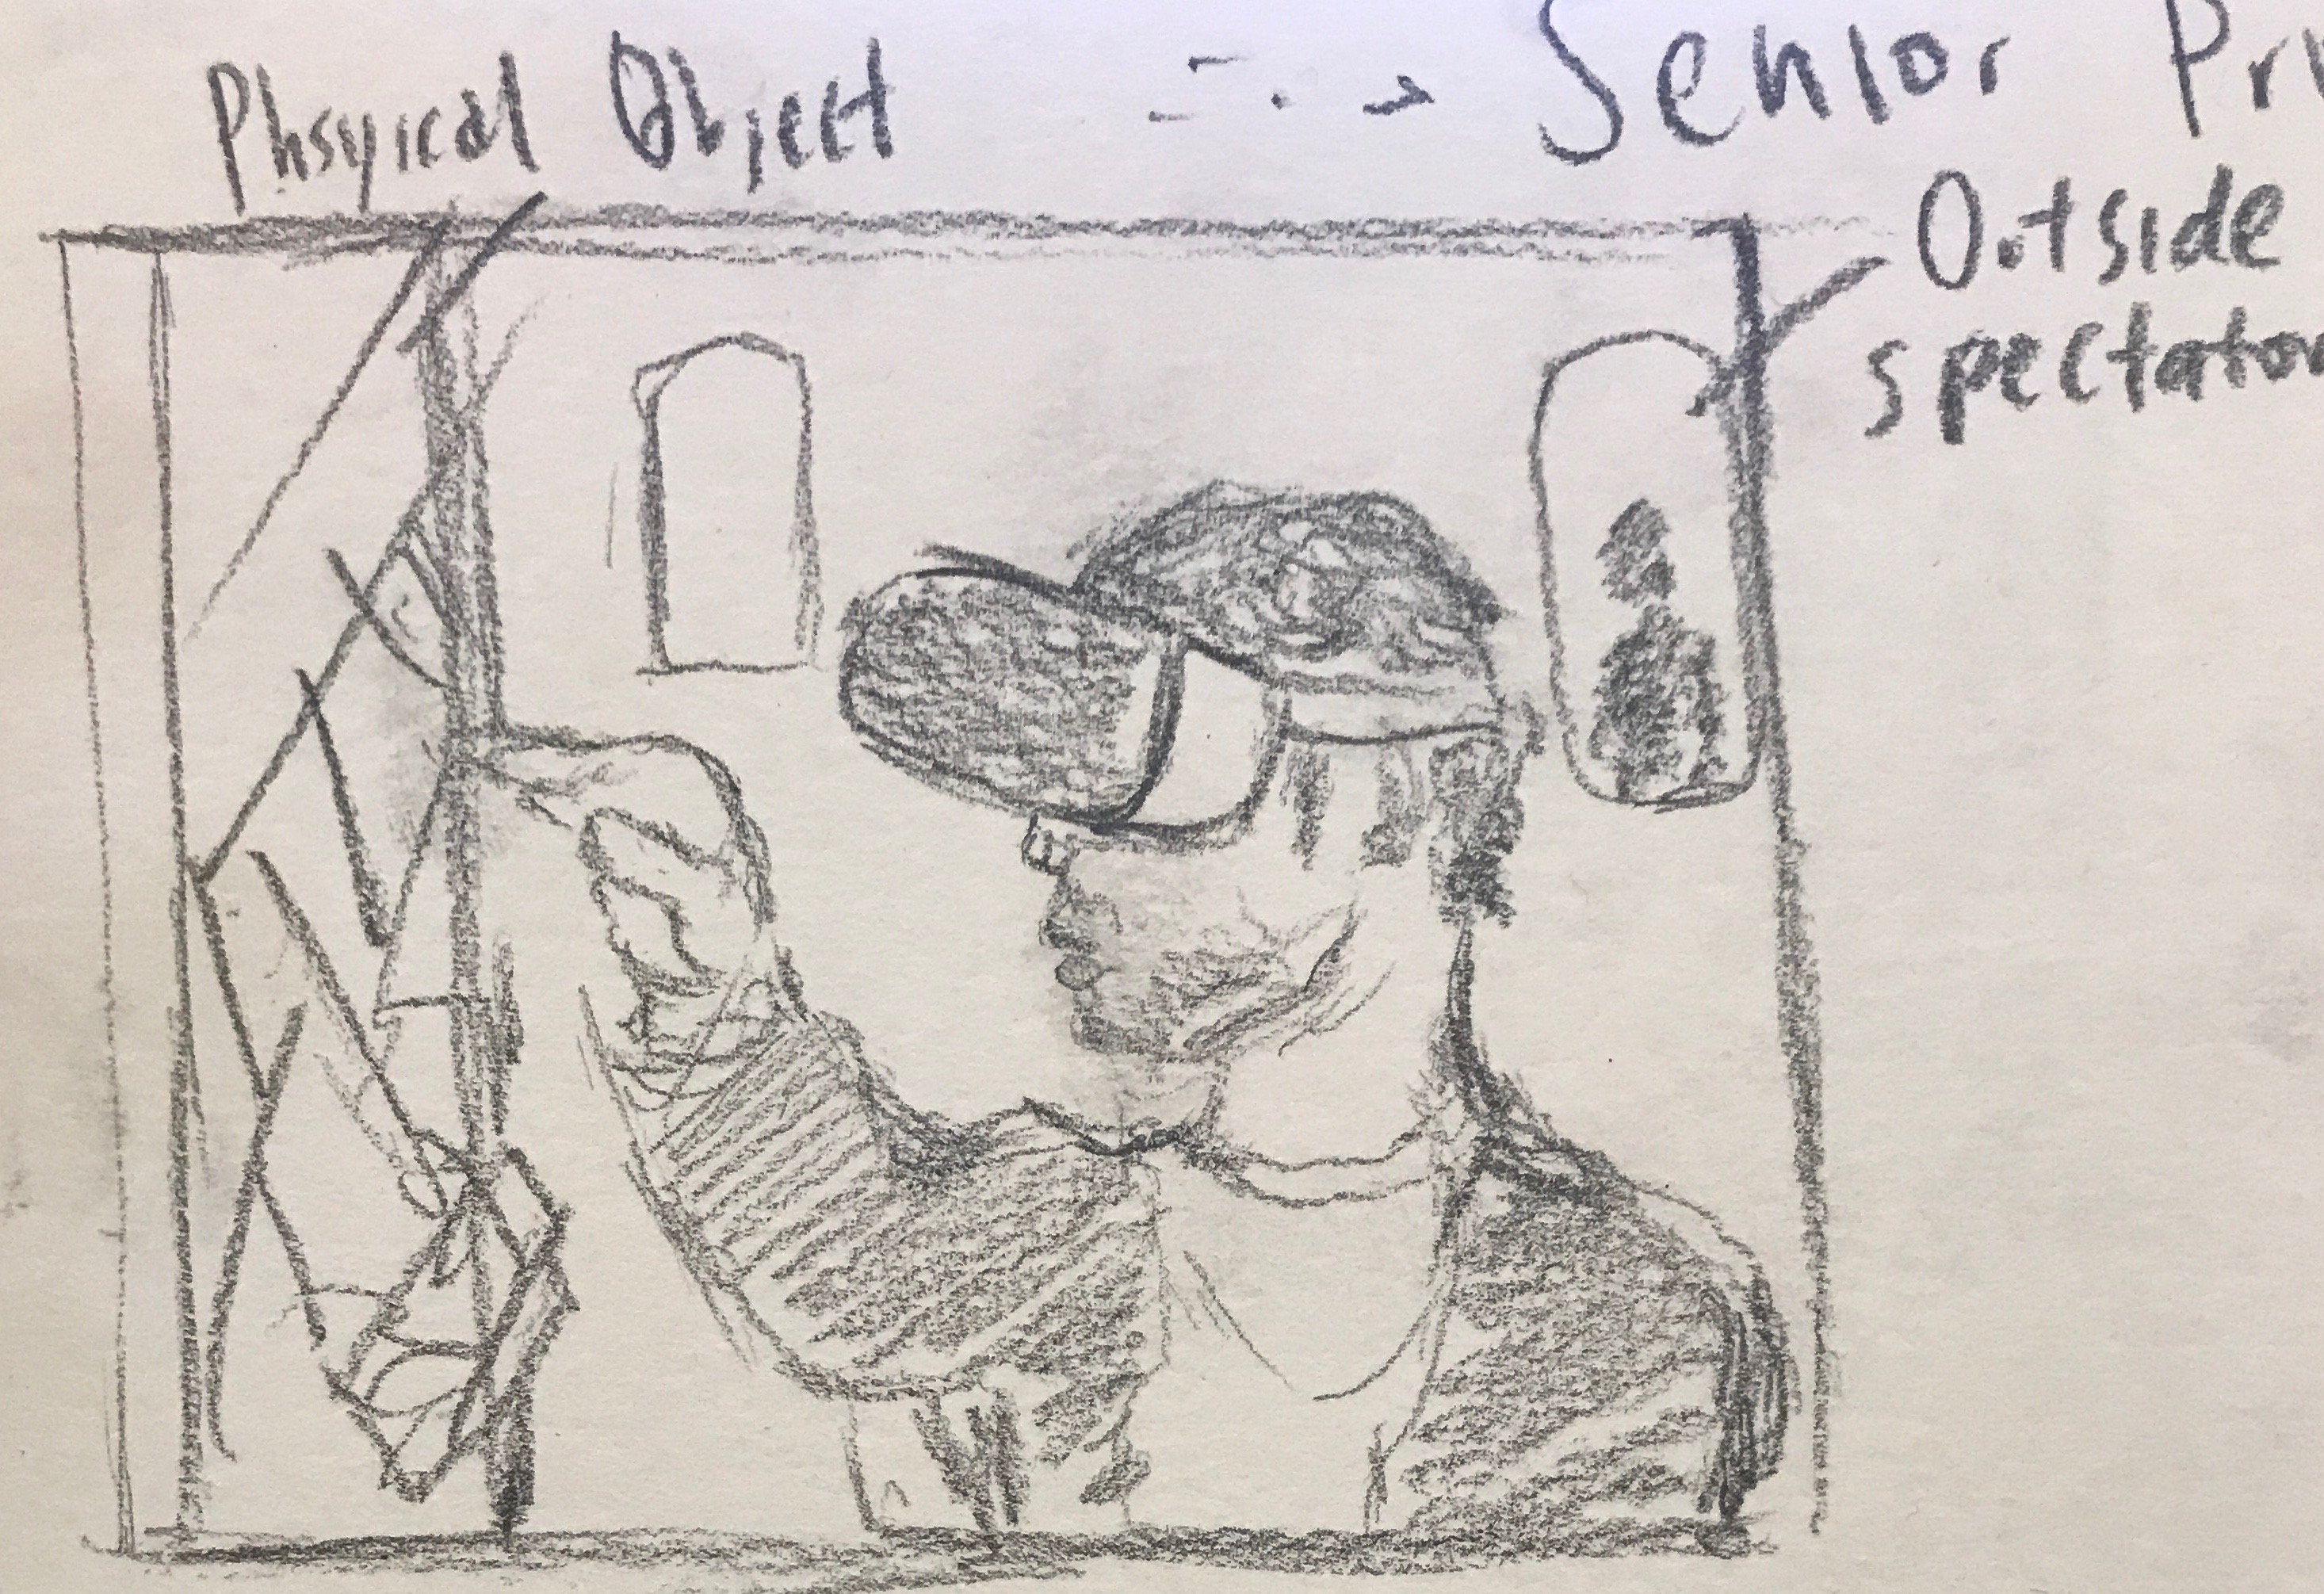 Phsyical Object --·-> Senior
Outside
spectator